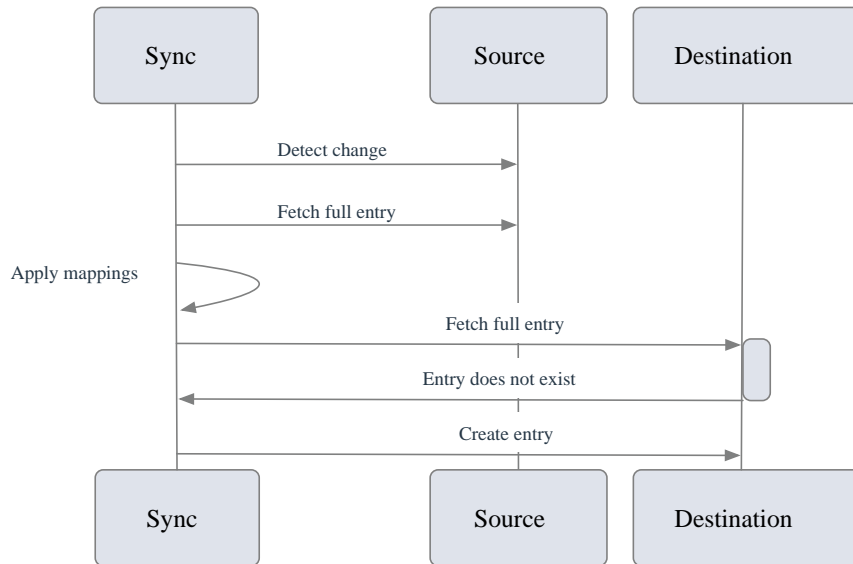 Sync
Source
Destination
Detect change
Fetch full entry
Apply mappings
Fetch full entry
Entry does not exist
Create entry
Sync
Source
Destination